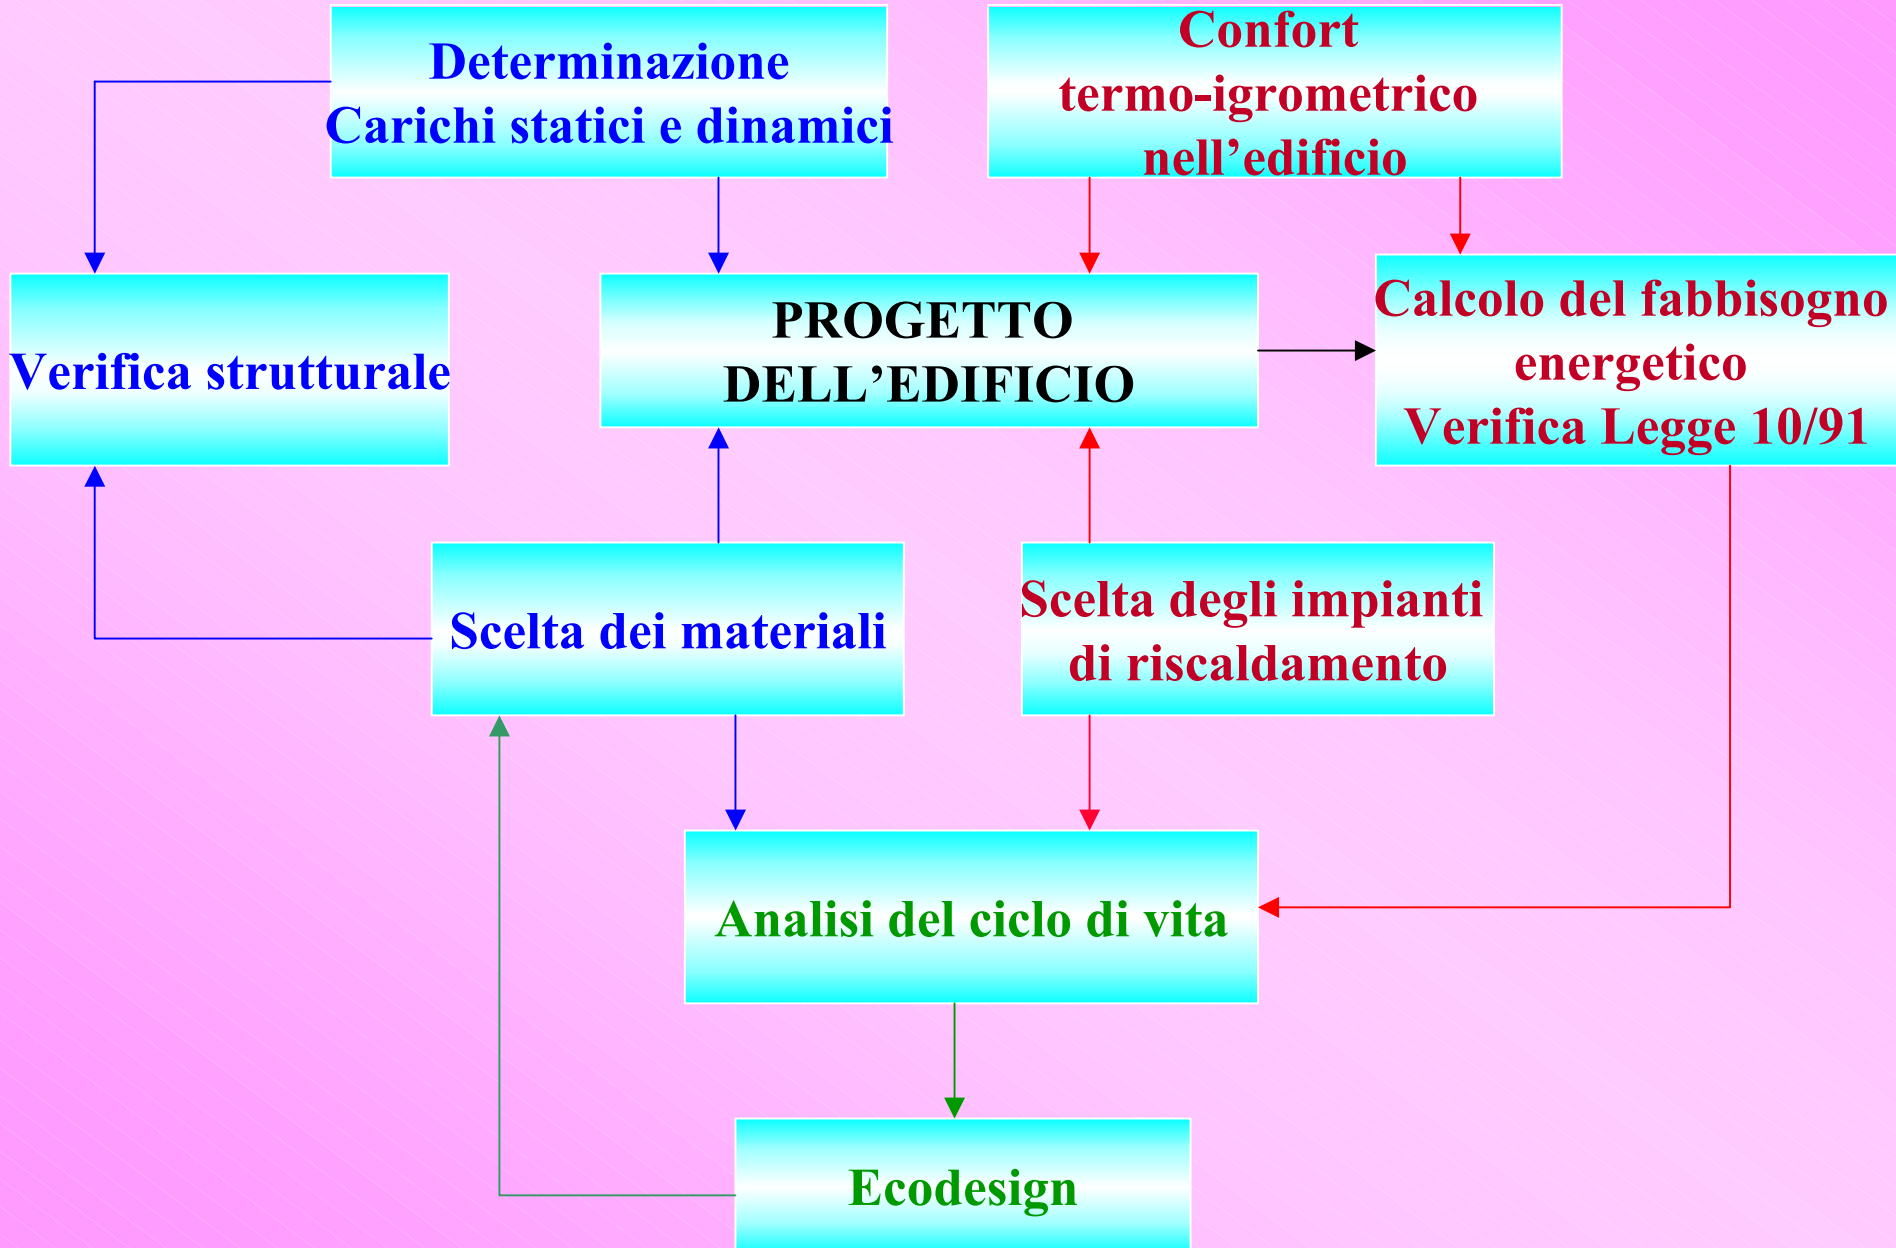 Determinazione
Carichi statici e dinamici
Confort
termo-igrometrico
nell’edificio
Verifica strutturale
PROGETTO
DELL’EDIFICIO
Calcolo del fabbisogno
energetico
Verifica Legge 10/91
Scelta dei materiali
Scelta degli impianti
di riscaldamento
Analisi del ciclo di vita
Ecodesign